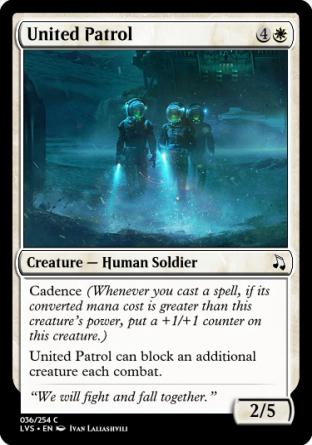 United Patrol 4
Creature — Human Soldier
Cadence (Whenever you cast a spell, if its
converted mana cost is greater than this
creature's power, put a +1/+1 counter on
this creature.)
United Patrol can block an additional
creature each combat.
"We will fight and fall together."
2/5
036/254 C
LVS • EN Ivan Laliashvili